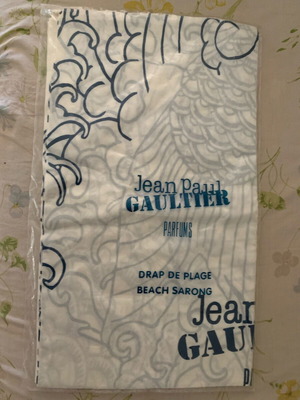 Jean Paul
GAULTIER
PARFUMS
DRAP DE PLAGE
BEACH SARONG
Jean
GAU